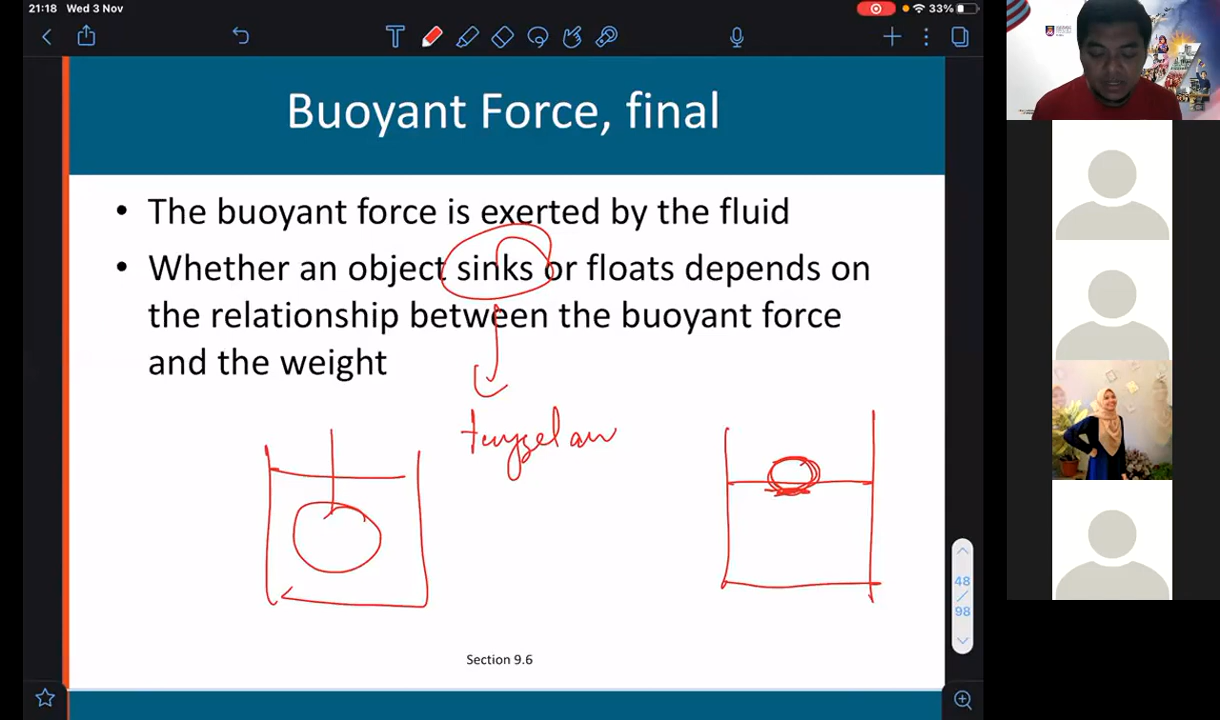 21:18 Wed 3 Nov
33%
Buoyant Force, final
• The buoyant force is exerted by the fluid
• Whether an object sinks or floats depends on
the relationship between the buoyant force
and the weight
tenggelam
48
/
98
Section 9.6